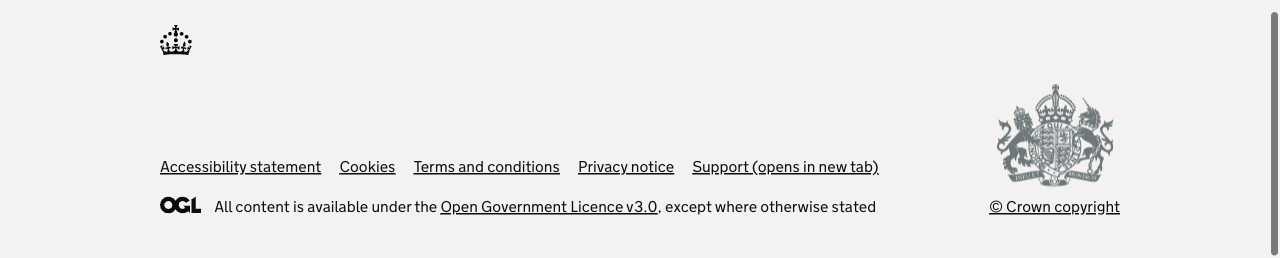 Accessibility statement Cookies Terms and conditions Privacy notice Support (opens in new tab)
OGL All content is available under the Open Government Licence v3.0, except where otherwise stated
© Crown copyright